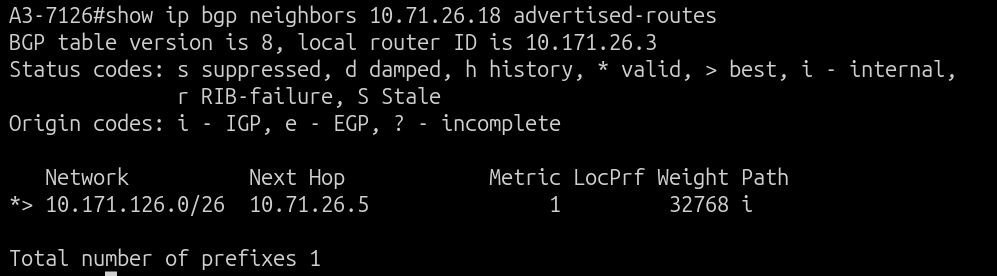 A3-7126#show ip bgp neighbors 10.71.26.18 advertised-routes
BGP table version is 8, local router ID is 10.171.26.3
Status codes: s suppressed, d damped, h history, * valid, > best, i - internal,
              r RIB-failure, S Stale
Origin codes: i - IGP, e - EGP, ? - incomplete

   Network          Next Hop            Metric LocPrf Weight Path
*> 10.171.126.0/26  10.71.26.5               1         32768 i

Total number of prefixes 1